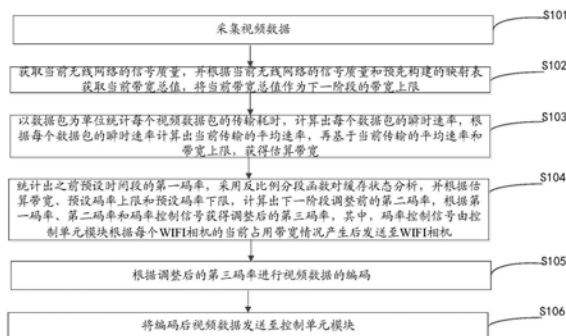 采集视频数据
S101
获取当前无线网络的信号质量，并根据当前无线网络的信号质量和预先构建的映射表
获取当前带宽总值，将当前带宽总值作为下一阶段的带宽上限
S102
以数据包为单位统计每个视频数据包的传输耗时，计算出每个数据包的瞬时速率，根
据每个数据包的瞬时速率计算出当前传输的平均速率，再基于当前传输的平均速率和
带宽上限，获得估算带宽
S103
统计出之前预设时间段的第一码率，采用反比例分段函数对缓存状态分析，并根据估
算带宽、预设码率上限和预设码率下限，计算出下一阶段调整前的第二码率，根据第
一码率、第二码率和码率控制信号获得调整后的第三码率，其中，码率控制信号由控
制单元模块根据每个WIFI相机的当前占用带宽情况产生后发送至WIFI相机
S104
根据调整后的第三码率进行视频数据的编码
S105
将编码后视频数据发送至控制单元模块
S106